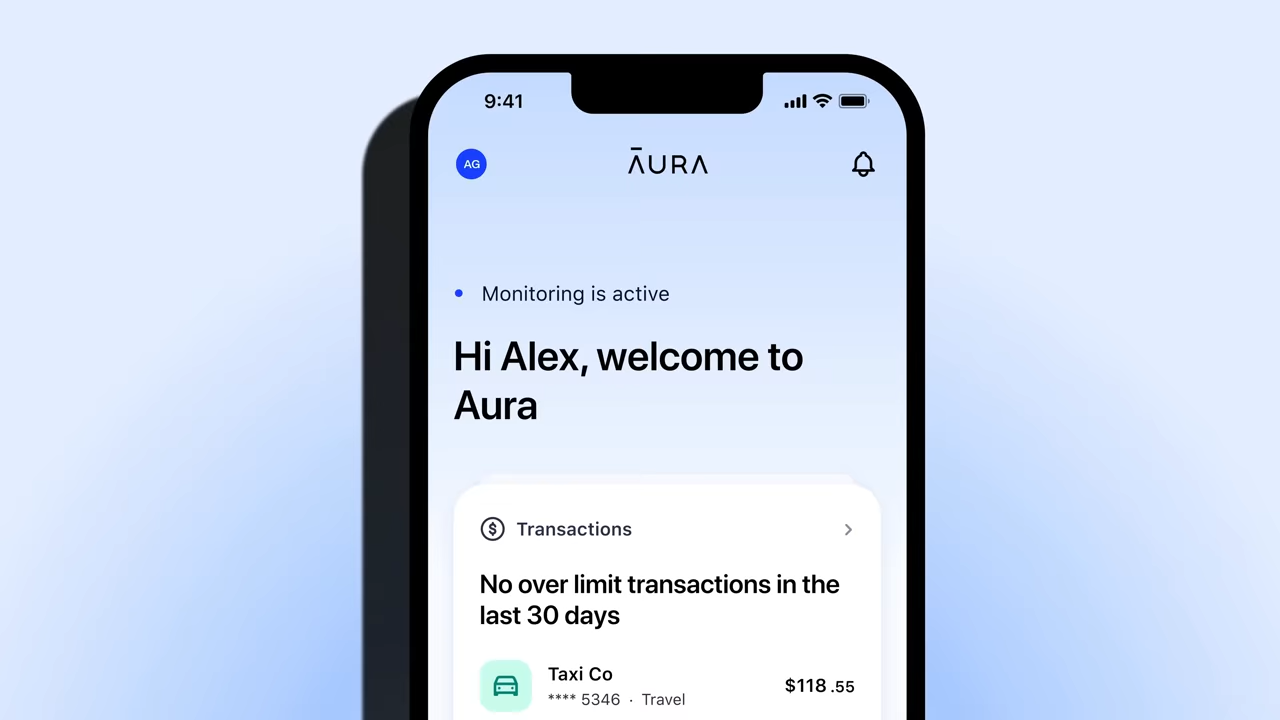 9:41
AG
ĀURA
Monitoring is active
Hi Alex, welcome to
Aura
Transactions
No over limit transactions in the
last 30 days
Taxi Co
$118.55
**** 5346 · Travel